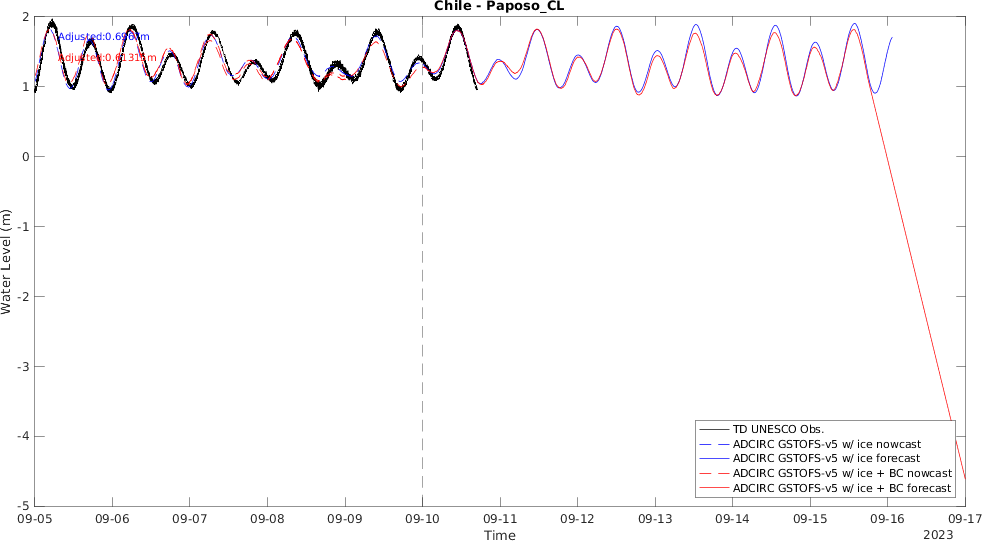 Chile - Paposo_CL
2
1
0
-1
-2
-3
-4
-5
Water Level (m)
TD UNESCO Obs.
ADCIRC GSTOFS-v5 w/ ice nowcast
ADCIRC GSTOFS-v5 w/ ice forecast
ADCIRC GSTOFS-v5 w/ ice + BC nowcast
ADCIRC GSTOFS-v5 w/ ice + BC forecast
09-05 09-06 09-07 09-08 09-09 09-10 09-11 09-12 09-13 09-14 09-15 09-16 09-17
Time
2023